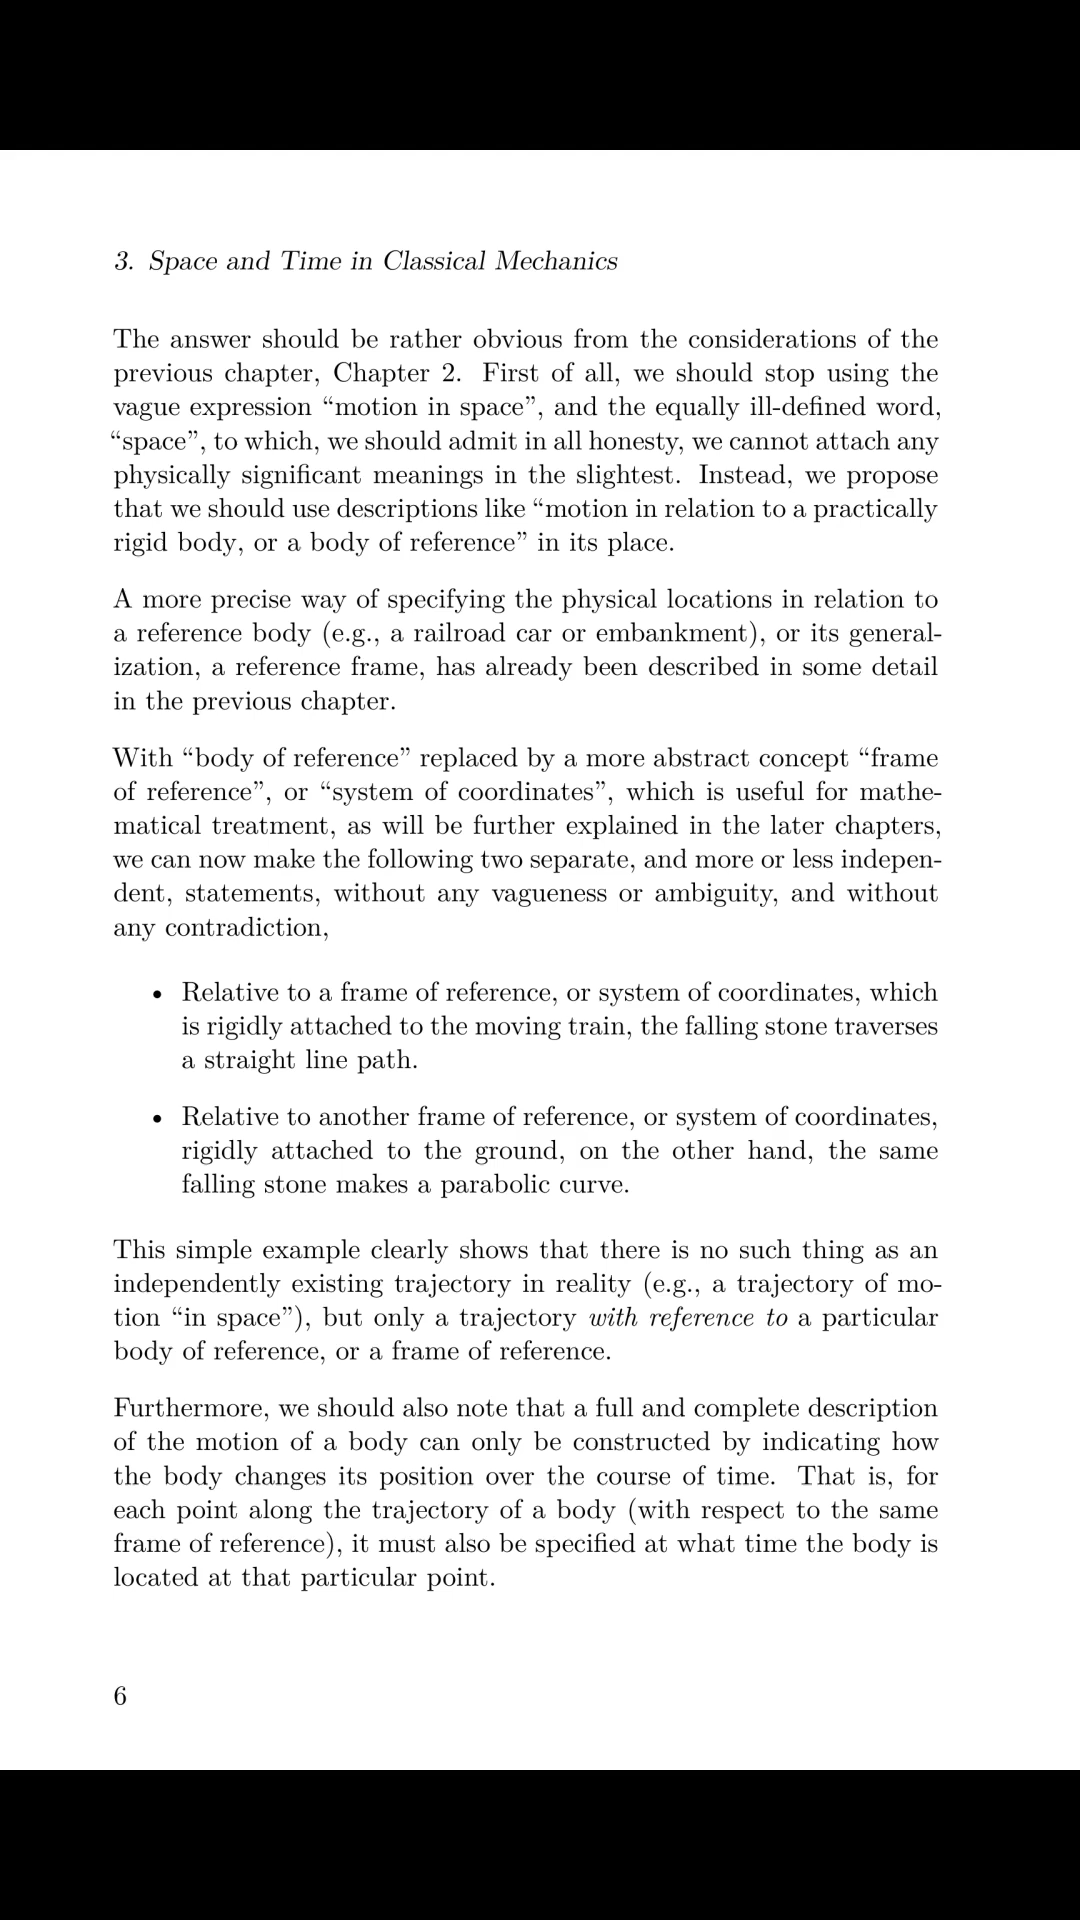 3. Space and Time in Classical Mechanics
The answer should be rather obvious from the considerations of the
previous chapter, Chapter 2. First of all, we should stop using the
vague expression “motion in space”, and the equally ill-defined word,
“space”, to which, we should admit in all honesty, we cannot attach any
physically significant meanings in the slightest. Instead, we propose
that we should use descriptions like “motion in relation to a practically
rigid body, or a body of reference” in its place.
A more precise way of specifying the physical locations in relation to
a reference body (e.g., a railroad car or embankment), or its general-
ization, a reference frame, has already been described in some detail
in the previous chapter.
With “body of reference” replaced by a more abstract concept “frame
of reference”, or “system of coordinates”, which is useful for mathe-
matical treatment, as will be further explained in the later chapters,
we can now make the following two separate, and more or less indepen-
dent, statements, without any vagueness or ambiguity, and without
any contradiction,
• Relative to a frame of reference, or system of coordinates, which
is rigidly attached to the moving train, the falling stone traverses
a straight line path.
• Relative to another frame of reference, or system of coordinates,
rigidly attached to the ground, on the other hand, the same
falling stone makes a parabolic curve.
This simple example clearly shows that there is no such thing as an
independently existing trajectory in reality (e.g., a trajectory of mo-
tion “in space”), but only a trajectory with reference to a particular
body of reference, or a frame of reference.
Furthermore, we should also note that a full and complete description
of the motion of a body can only be constructed by indicating how
the body changes its position over the course of time. That is, for
each point along the trajectory of a body (with respect to the same
frame of reference), it must also be specified at what time the body is
located at that particular point.
6